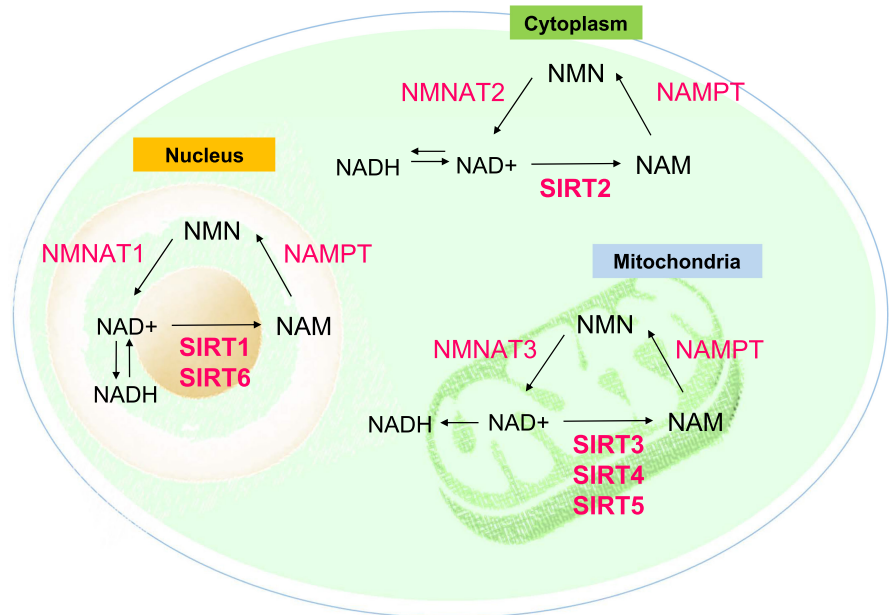 Cytoplasm
NMN
NMNAT2
NAMPT
NADH
NAD+
NAM
SIRT2
Nucleus
NMN
NMNAT1
NAMPT
NAD+
NAM
SIRT1
SIRT6
NADH
Mitochondria
NMN
NMNAT3
NAMPT
NADH
NAD+
NAM
SIRT3
SIRT4
SIRT5